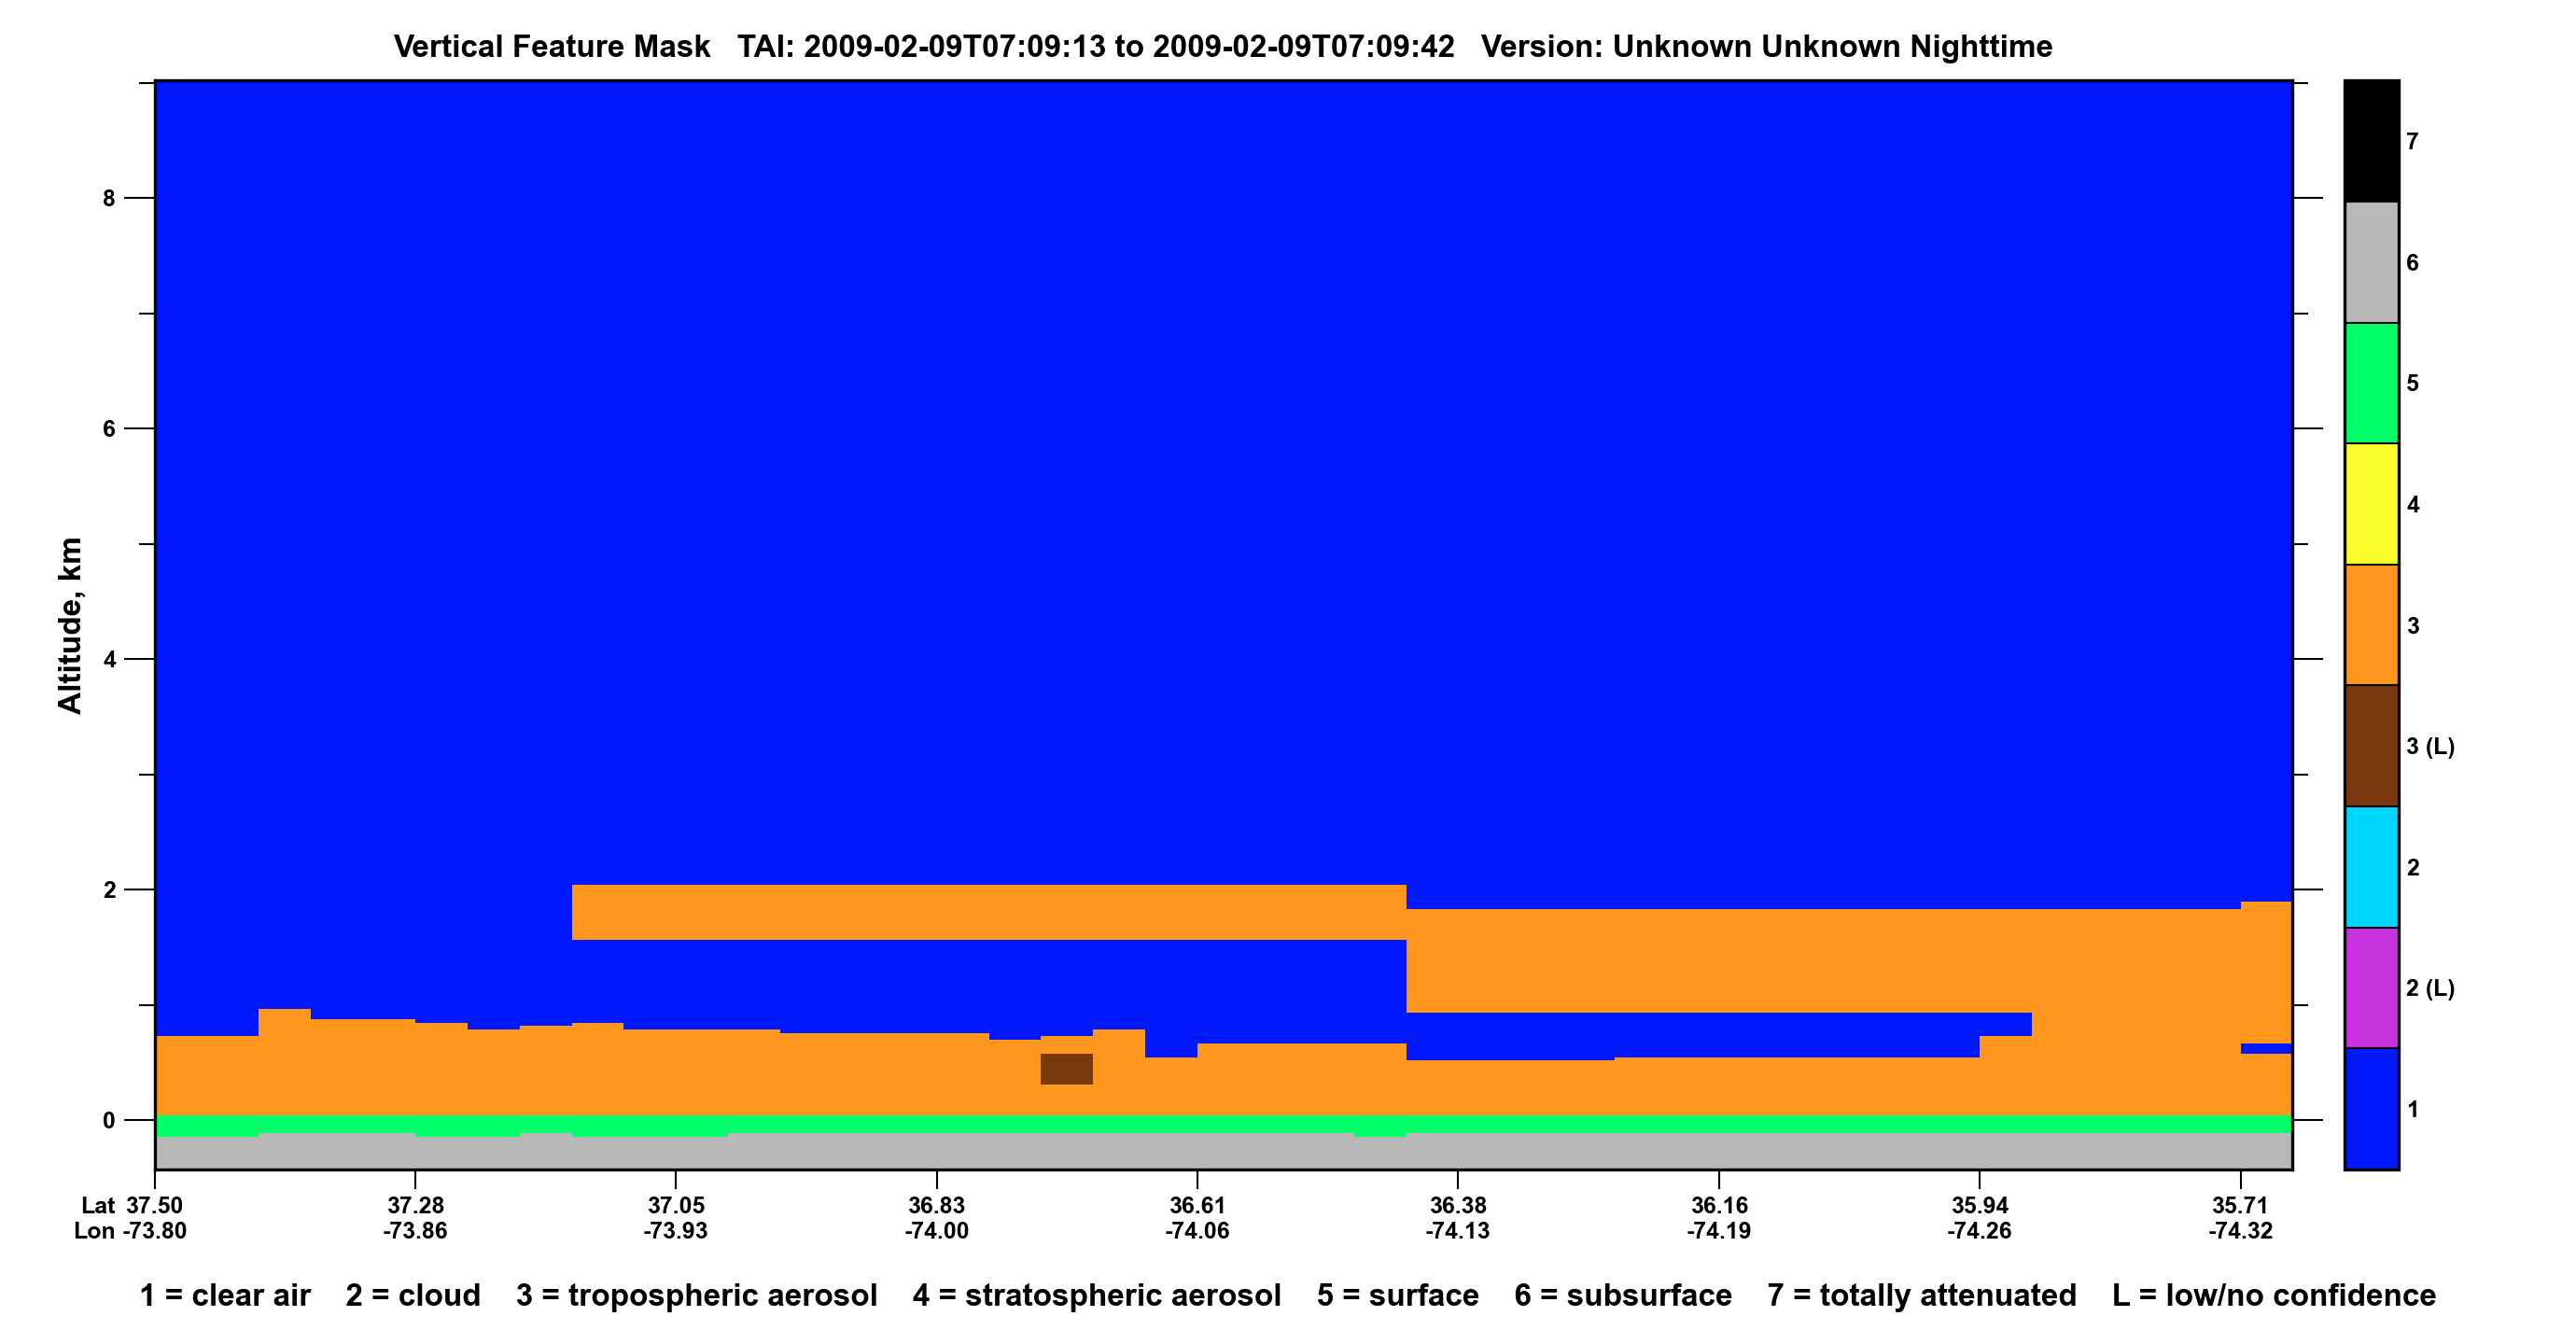 Vertical Feature Mask   TAI: 2009-02-09T07:09:13 to 2009-02-09T07:09:42   Version: Unknown Unknown Nighttime
7
8
6
6
5
4
Altitude, km
3
4
3 (L)
2
2
2 (L)
1
0
Lat 37.50 37.28 37.05 36.83 36.61 36.38 36.16 35.94 35.71
Lon -73.80 -73.86 -73.93 -74.00 -74.06 -74.13 -74.19 -74.26 -74.32
1 = clear air   2 = cloud   3 = tropospheric aerosol   4 = stratospheric aerosol   5 = surface   6 = subsurface   7 = totally attenuated   L = low/no confidence